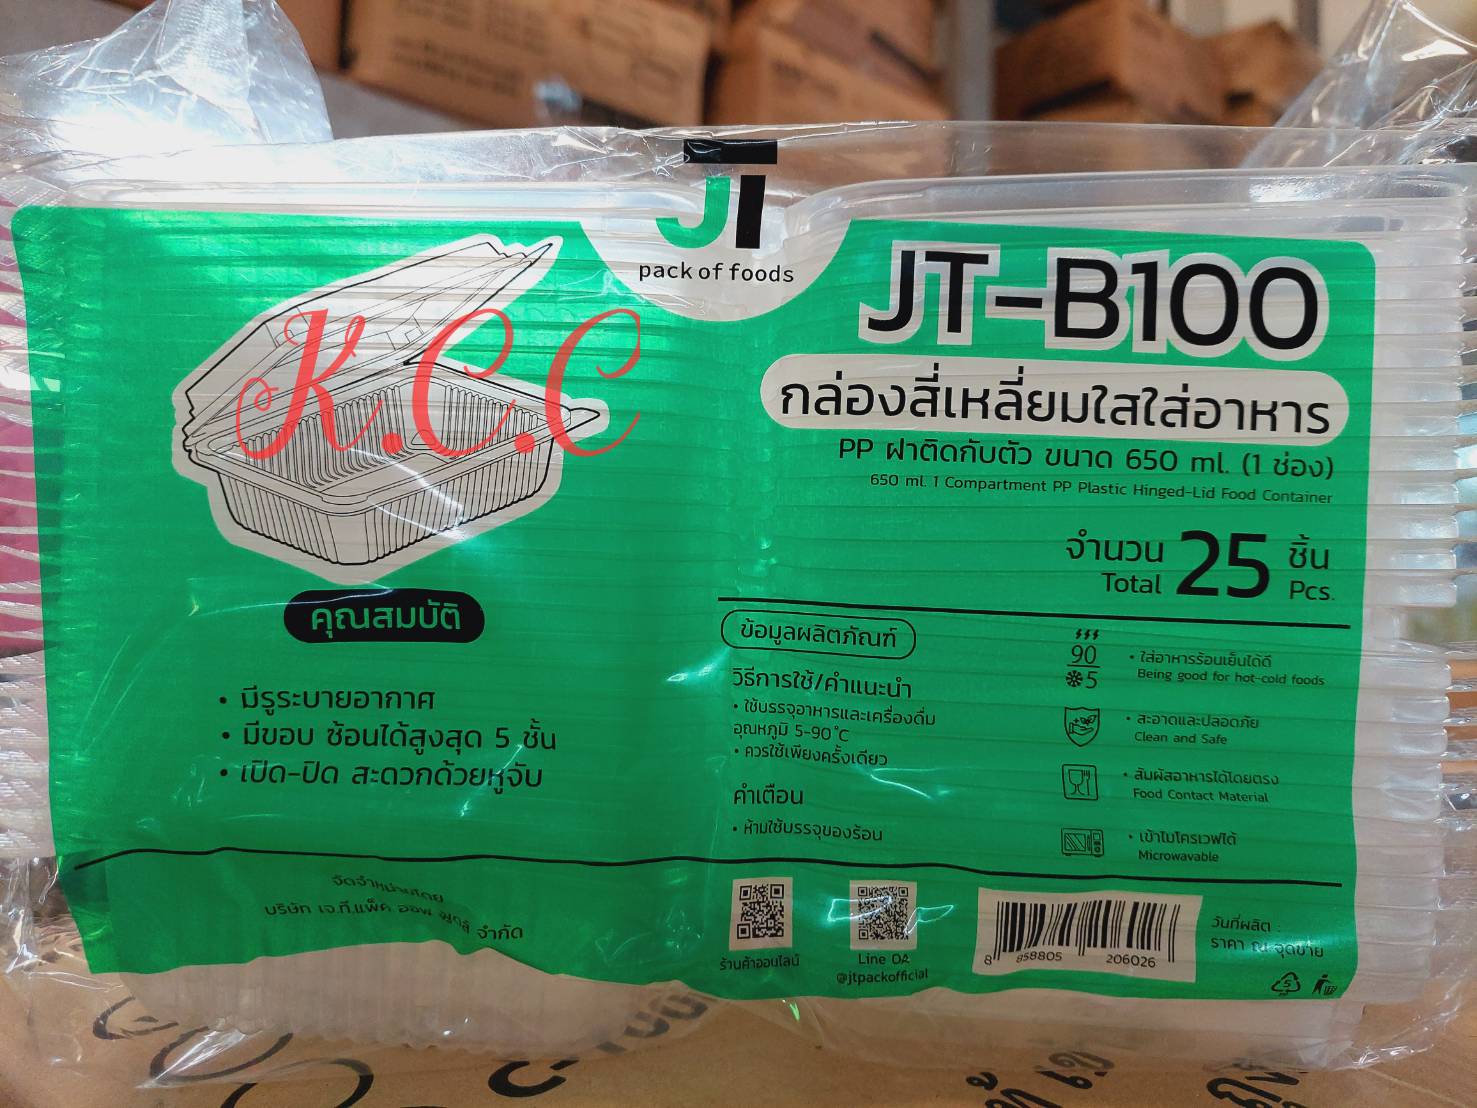 JT
pack of foods
K.C.C
JT-B100
กล่องสี่เหลี่ยมใสใส่อาหาร
PP ฝาติดกับตัว ขนาด 650 ml. (1 ช่อง)
650 ml. 1 Compartment PP Plastic Hinged-Lid Food Container
จำนวน 25 ชิ้น
Total Pcs.
คุณสมบัติ
• มีรูระบายอากาศ
• มีขอบ ซ้อนได้สูงสุด 5 ชั้น
• เปิด-ปิด สะดวกด้วยหูจับ
ข้อมูลผลิตภัณฑ์
วิธีการใช้/คำแนะนำ
• ใช้บรรจุอาหารและเครื่องดื่ม
อุณหภูมิ 5-90˚C
• ควรใช้เพียงครั้งเดียว
คำเตือน
• ห้ามใช้บรรจุของร้อน
90
5
• ใส่อาหารร้อนเย็นได้ดี
Being good for hot-cold foods
• สะอาดและปลอดภัย
Clean and Safe
• สัมผัสอาหารได้โดยตรง
Food Contact Material
• เข้าไมโครเวฟได้
Microwavable
จัดจำหน่ายโดย
บริษัท เจ.ที.แพ็ค ออฟ ฟูดส์ จำกัด
ร้านค้าออนไลน์
Line OA
@jtpackofficial
8 858805 206026
วันที่ผลิต :
ราคา ณ จุดขาย
5